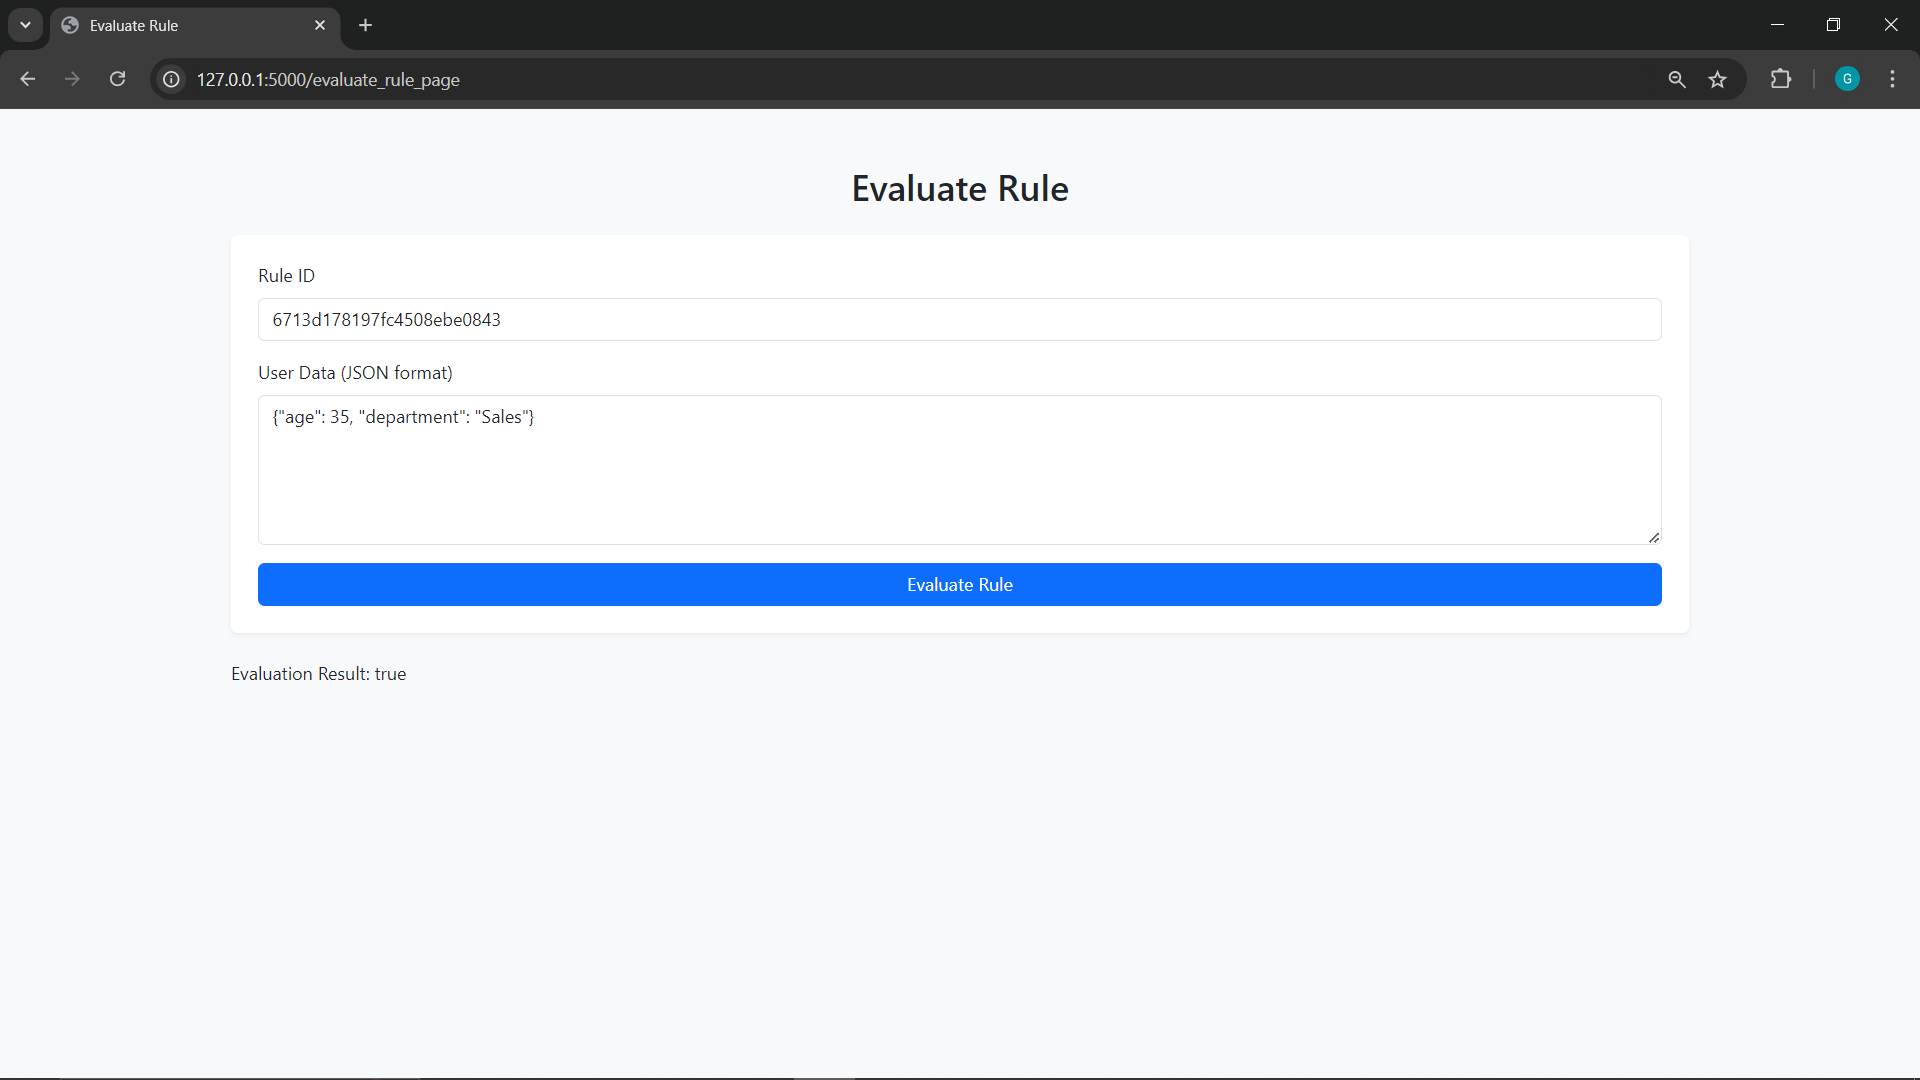 Evaluate Rule
127.0.0.1:5000/evaluate_rule_page
G
Evaluate Rule
Rule ID
6713d178197fc4508ebe0843
User Data (JSON format)
{"age": 35, "department": "Sales"}
Evaluate Rule
Evaluation Result: true